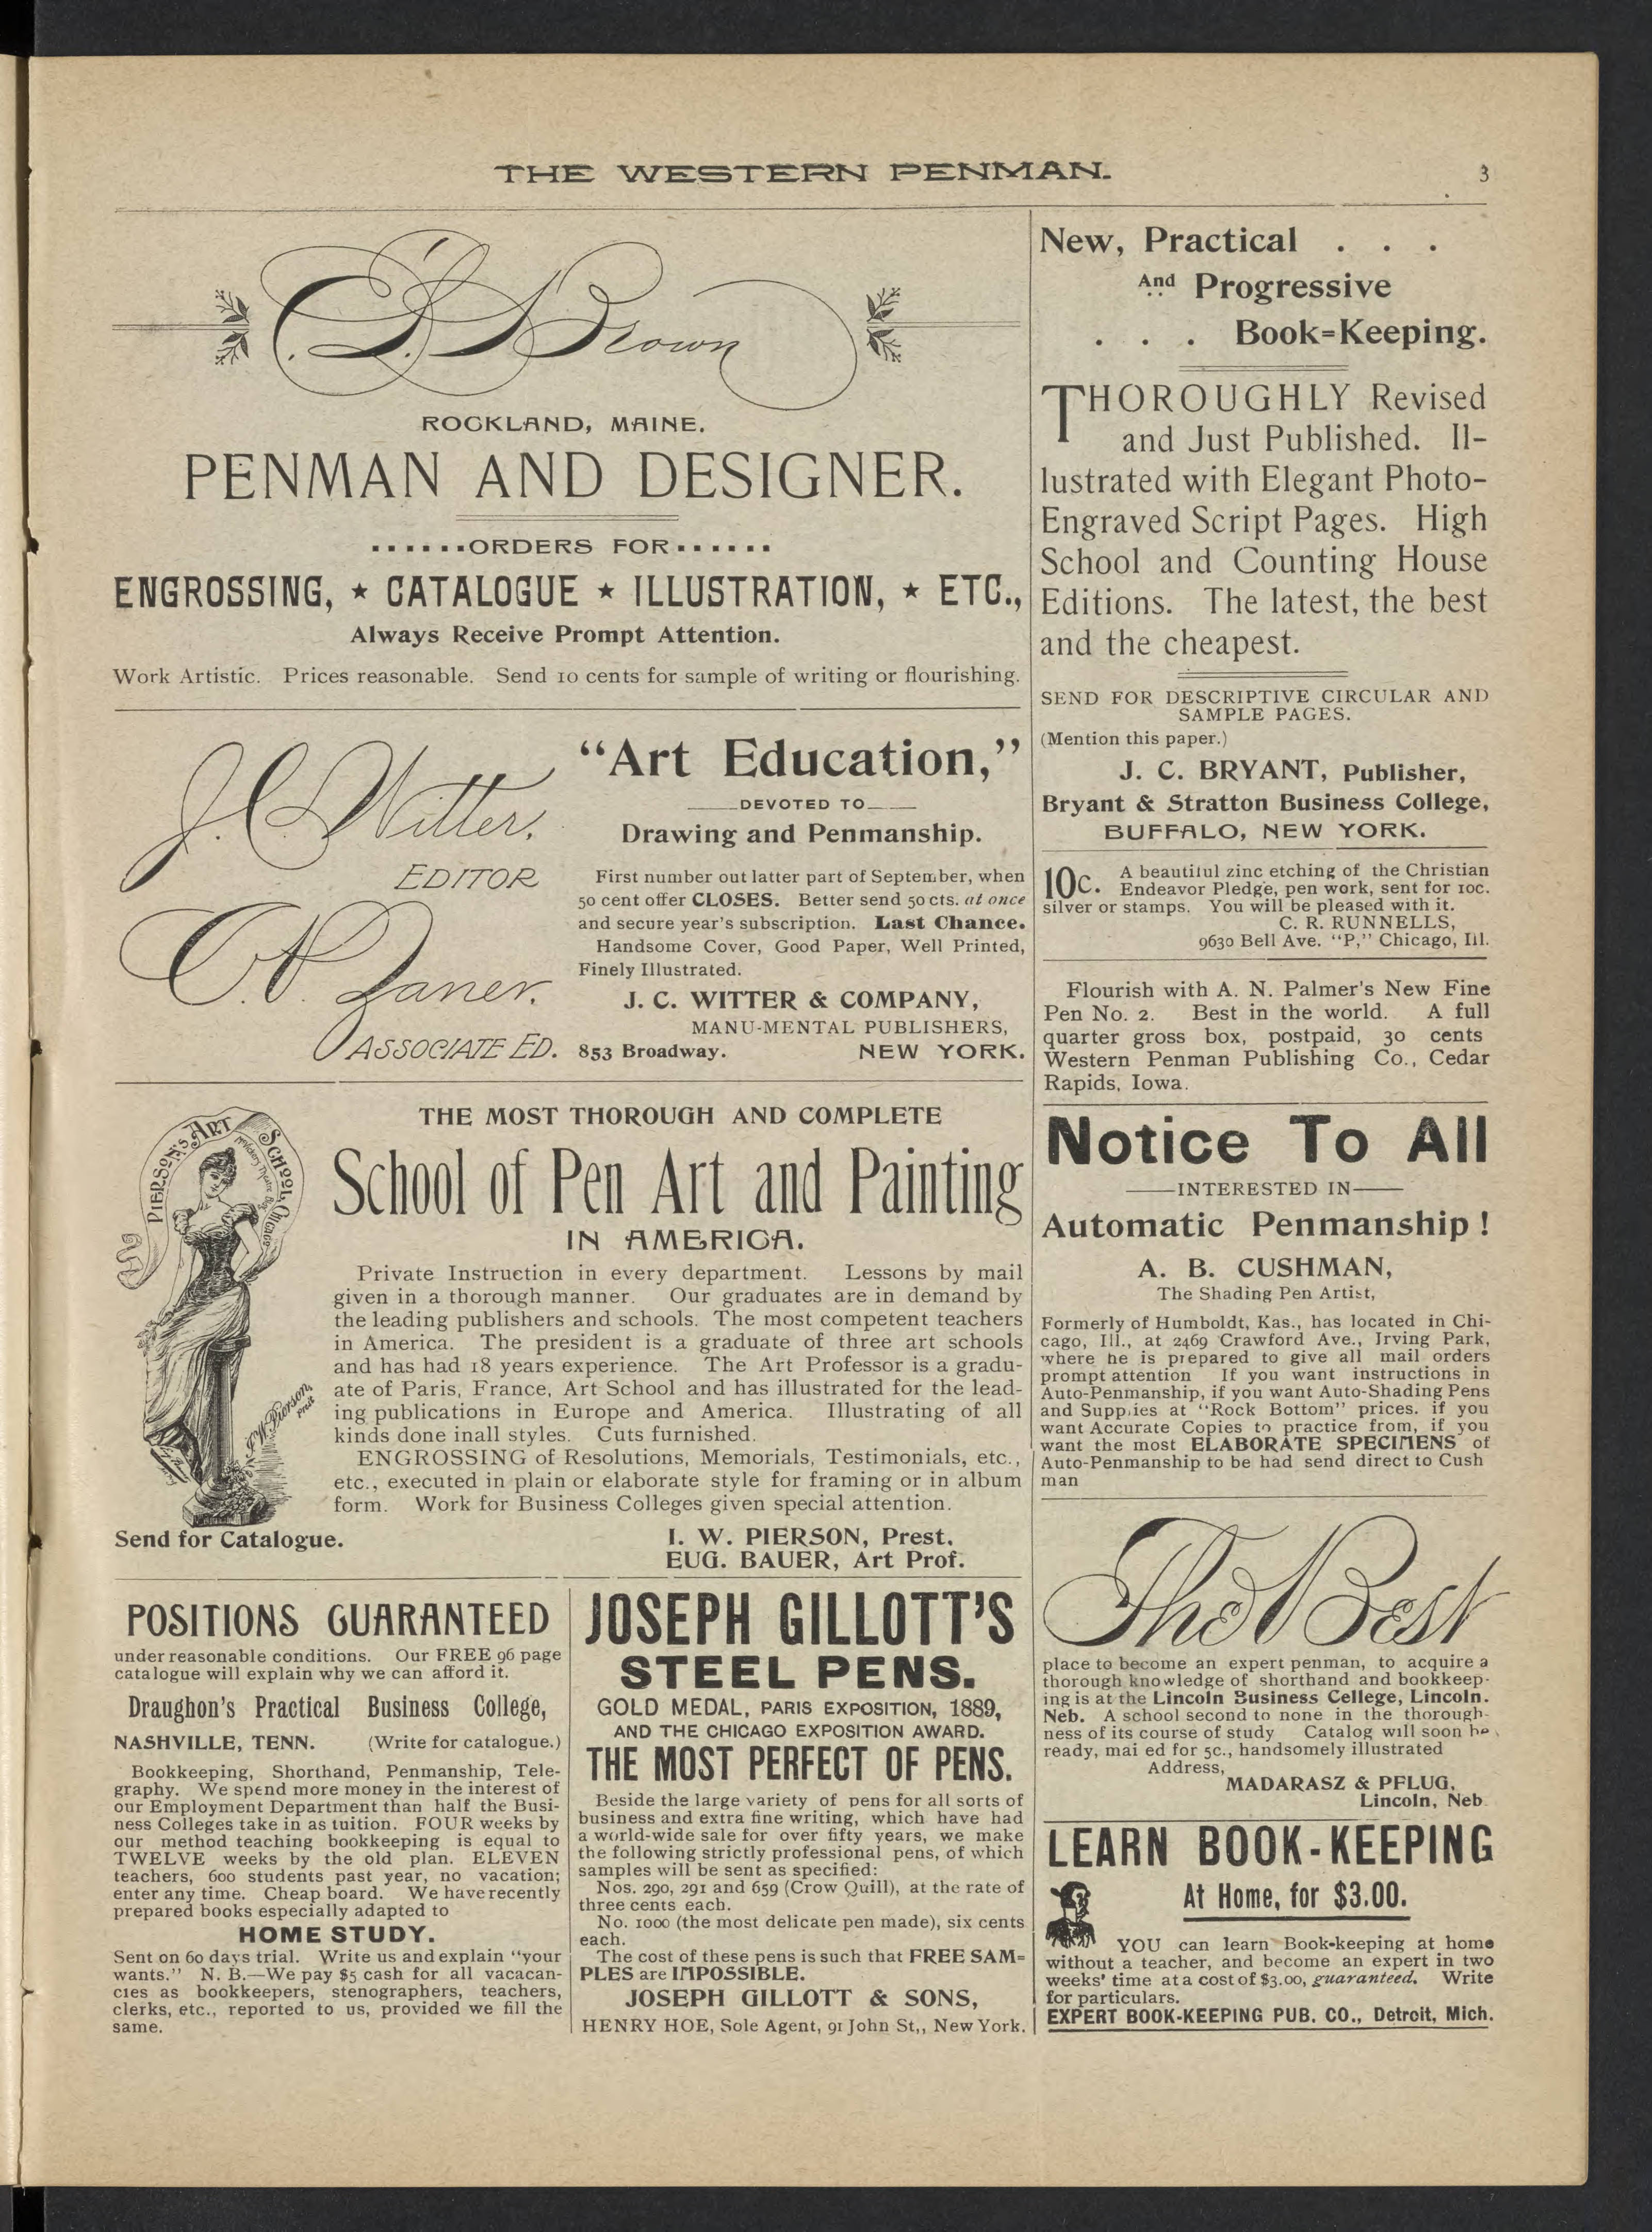 THE WESTERN PENMAN.
3
C. D. Brown
ROCKLAND, MAINE.
PENMAN AND DESIGNER.
......ORDERS FOR......
ENGROSSING, ★ CATALOGUE ★ ILLUSTRATION, ★ ETC.,
Always Receive Prompt Attention.
Work Artistic. Prices reasonable. Send 10 cents for sample of writing or flourishing.
J. C. Witter,
EDITOR
C. P. Zaner,
ASSOCIATE ED.
"Art Education,"
DEVOTED TO
Drawing and Penmanship.
First number out latter part of September, when
50 cent offer CLOSES. Better send 50 cts. at once
and secure year's subscription. Last Chance.
Handsome Cover, Good Paper, Well Printed,
Finely Illustrated.
J. C. WITTER & COMPANY,
MANU-MENTAL PUBLISHERS,
853 Broadway. NEW YORK.
PIERSON'S ART SCHOOL, CHICAGO
I. W. Pierson,
Prest
THE MOST THOROUGH AND COMPLETE
School of Pen Art and Painting
IN AMERICA.
Private Instruction in every department. Lessons by mail
given in a thorough manner. Our graduates are in demand by
the leading publishers and schools. The most competent teachers
in America. The president is a graduate of three art schools
and has had 18 years experience. The Art Professor is a gradu-
ate of Paris, France, Art School and has illustrated for the lead-
ing publications in Europe and America. Illustrating of all
kinds done inall styles. Cuts furnished.
ENGROSSING of Resolutions, Memorials, Testimonials, etc.,
etc., executed in plain or elaborate style for framing or in album
form. Work for Business Colleges given special attention.
Send for Catalogue.
I. W. PIERSON, Prest.
EUG. BAUER, Art Prof.
POSITIONS GUARANTEED
under reasonable conditions. Our FREE 96 page
catalogue will explain why we can afford it.
Draughon's Practical Business College,
NASHVILLE, TENN. (Write for catalogue.)
Bookkeeping, Shorthand, Penmanship, Tele-
graphy. We spend more money in the interest of
our Employment Department than half the Busi-
ness Colleges take in as tuition. FOUR weeks by
our method teaching bookkeeping is equal to
TWELVE weeks by the old plan. ELEVEN
teachers, 600 students past year, no vacation;
enter any time. Cheap board. We have recently
prepared books especially adapted to
HOME STUDY.
Sent on 60 days trial. Write us and explain "your
wants." N. B.—We pay $5 cash for all vacacan-
cies as bookkeepers, stenographers, teachers,
clerks, etc., reported to us, provided we fill the
same.
JOSEPH GILLOTT'S
STEEL PENS.
GOLD MEDAL, PARIS EXPOSITION, 1889,
AND THE CHICAGO EXPOSITION AWARD.
THE MOST PERFECT OF PENS.
Beside the large variety of pens for all sorts of
business and extra fine writing, which have had
a world-wide sale for over fifty years, we make
the following strictly professional pens, of which
samples will be sent as specified:
Nos. 290, 291 and 659 (Crow Quill), at the rate of
three cents each.
No. 1000 (the most delicate pen made), six cents
each.
The cost of these pens is such that FREE SAM=
PLES are IMPOSSIBLE.
JOSEPH GILLOTT & SONS,
HENRY HOE, Sole Agent, 91 John St,, New York.
New, Practical . . .
And Progressive
. . . Book=Keeping.
THOROUGHLY Revised
and Just Published. Il-
lustrated with Elegant Photo-
Engraved Script Pages. High
School and Counting House
Editions. The latest, the best
and the cheapest.
SEND FOR DESCRIPTIVE CIRCULAR AND
SAMPLE PAGES.
(Mention this paper.)
J. C. BRYANT, Publisher,
Bryant & Stratton Business College,
BUFFALO, NEW YORK.
10c. A beautiful zinc etching of the Christian
Endeavor Pledge, pen work, sent for 10c.
silver or stamps. You will be pleased with it.
C. R. RUNNELLS,
9630 Bell Ave. "P," Chicago, Ill.
Flourish with A. N. Palmer's New Fine
Pen No. 2. Best in the world. A full
quarter gross box, postpaid, 30 cents
Western Penman Publishing Co., Cedar
Rapids, Iowa.
Notice To All
INTERESTED IN
Automatic Penmanship!
A. B. CUSHMAN,
The Shading Pen Artist,
Formerly of Humboldt, Kas., has located in Chi-
cago, Ill., at 2469 Crawford Ave., Irving Park,
where he is prepared to give all mail orders
prompt attention If you want instructions in
Auto-Penmanship, if you want Auto-Shading Pens
and Supplies at "Rock Bottom" prices. if you
want Accurate Copies to practice from, if you
want the most ELABORATE SPECIMENS of
Auto-Penmanship to be had send direct to Cush
man
The Best
place to become an expert penman, to acquire a
thorough knowledge of shorthand and bookkeep-
ing is at the Lincoln Business Cellege, Lincoln.
Neb. A school second to none in the thorough-
ness of its course of study Catalog will soon be
ready, mai ed for 5c., handsomely illustrated
Address,
MADARASZ & PFLUG,
Lincoln, Neb.
LEARN BOOK-KEEPING
At Home, for $3.00.
YOU can learn Book-keeping at home
without a teacher, and become an expert in two
weeks' time at a cost of $3.00, guaranteed. Write
for particulars.
EXPERT BOOK-KEEPING PUB. CO., Detroit, Mich.